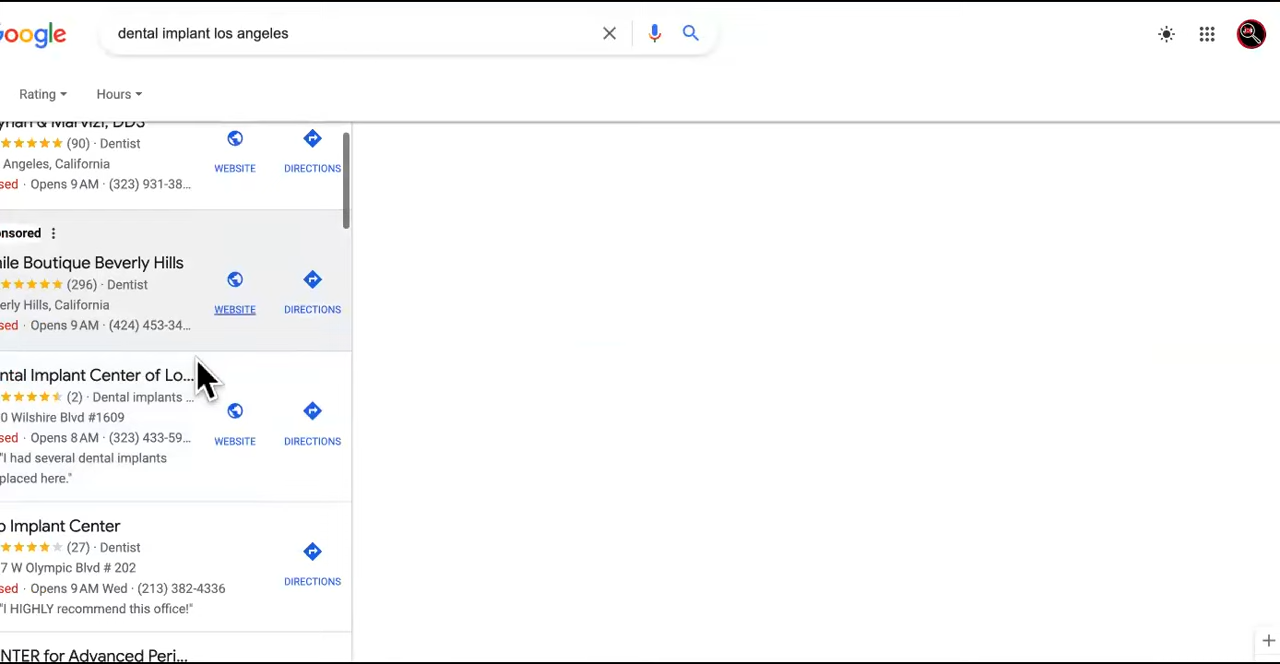 Google
dental implant los angeles
Rating
Hours
& Marvizi, DDS
(90) · Dentist
Angeles, California
sed · Opens 9 AM · (323) 931-38...
WEBSITE
DIRECTIONS
onsored
ile Boutique Beverly Hills
(296) · Dentist
erly Hills, California
sed · Opens 9 AM · (424) 453-34...
WEBSITE
DIRECTIONS
ntal Implant Center of Lo...
(2) · Dental implants ...
0 Wilshire Blvd #1609
sed · Opens 8 AM · (323) 433-59...
"I had several dental implants
placed here."
WEBSITE
DIRECTIONS
o Implant Center
(27) · Dentist
7 W Olympic Blvd # 202
sed · Opens 9 AM Wed · (213) 382-4336
"I HIGHLY recommend this office!"
DIRECTIONS
NTER for Advanced Peri...